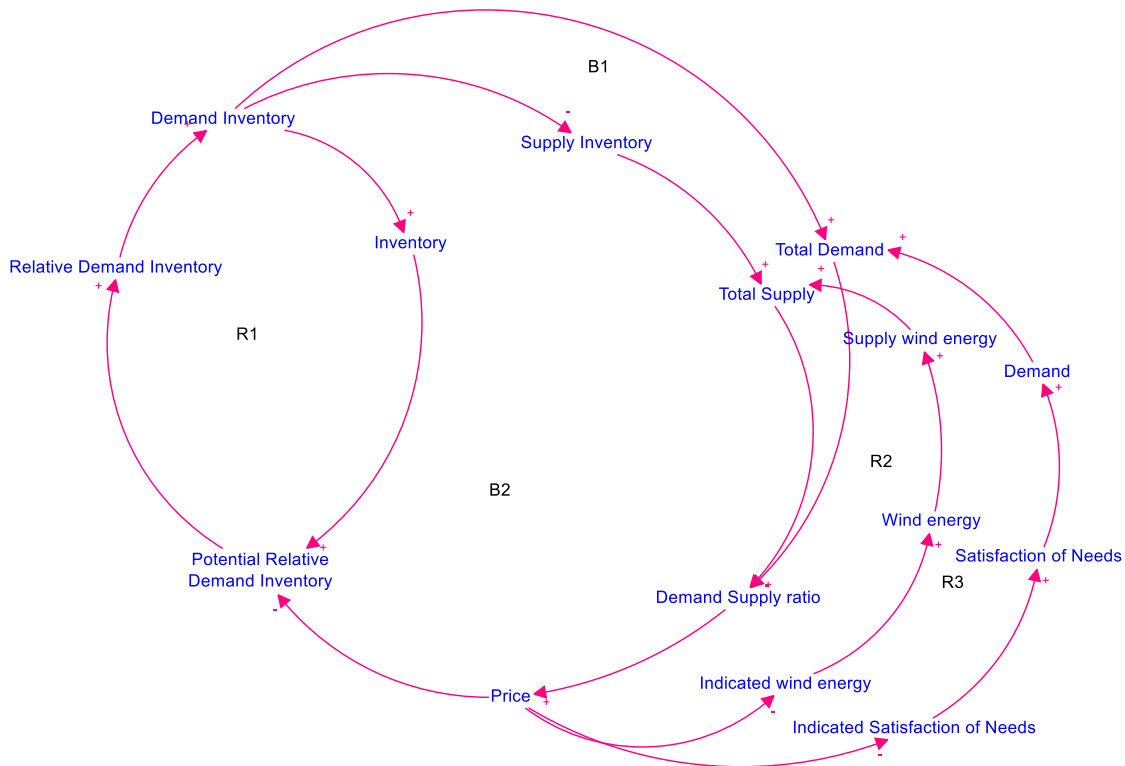 B1
Demand Inventory
Supply Inventory
Inventory
Total Demand
Relative Demand Inventory
Total Supply
R1
Supply wind energy
Demand
R2
B2
Wind energy
Satisfaction of Needs
Potential Relative
Demand Inventory
R3
Demand Supply ratio
Indicated wind energy
Price
Indicated Satisfaction of Needs